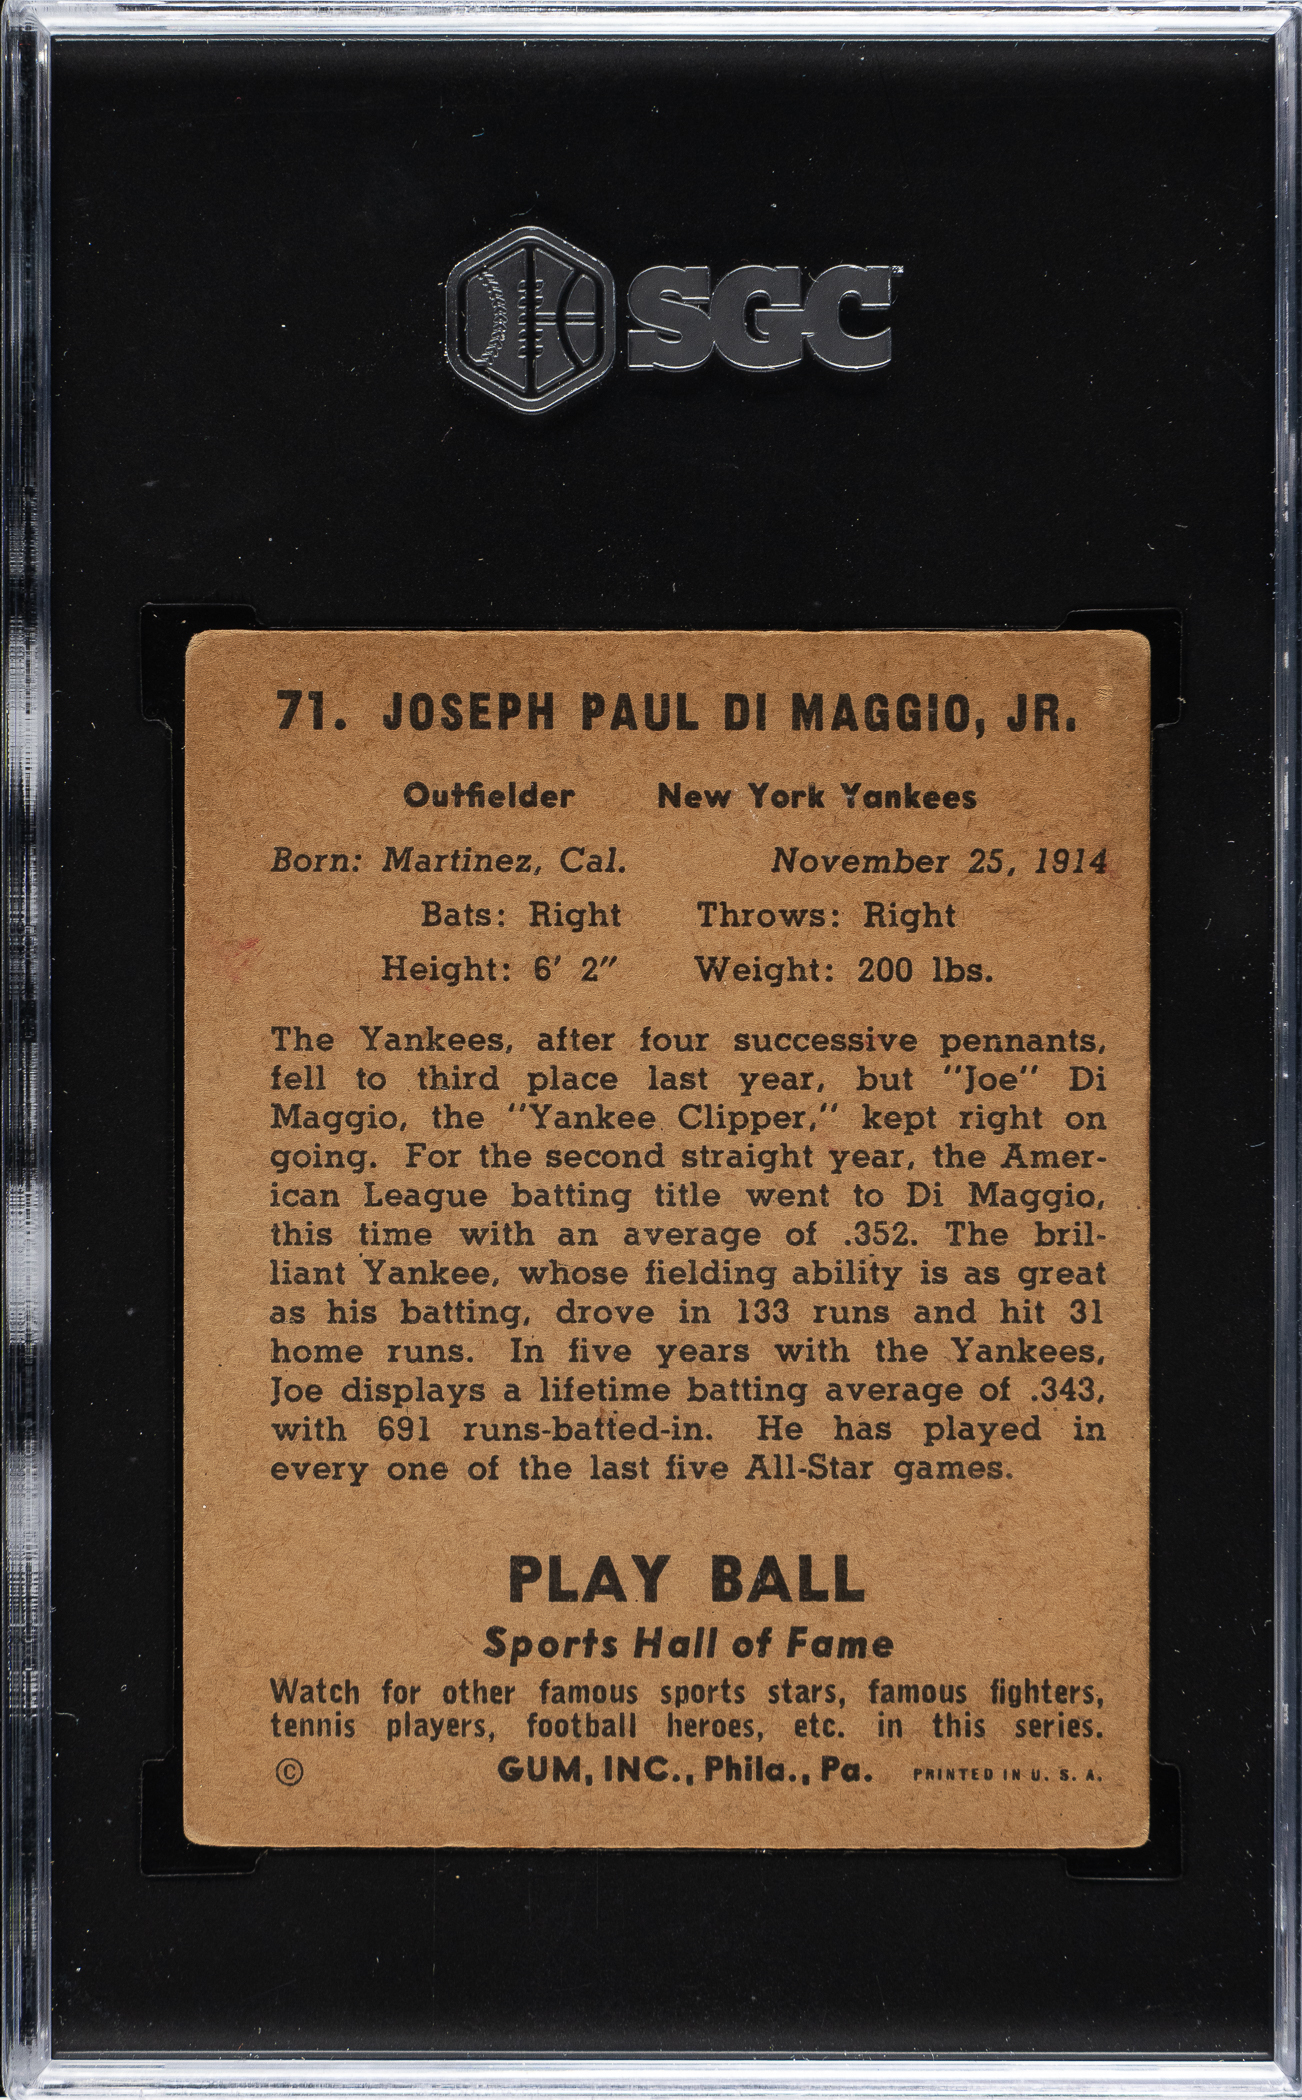 SGC
71. JOSEPH PAUL DI MAGGIO, JR.
Outfielder New York Yankees
Born: Martinez, Cal. November 25, 1914
Bats: Right Throws: Right
Height: 6' 2" Weight: 200 lbs.
The Yankees, after four successive pennants,
fell to third place last year, but "Joe" Di
Maggio, the "Yankee Clipper," kept right on
going. For the second straight year, the Amer-
ican League batting title went to Di Maggio,
this time with an average of .352. The bril-
liant Yankee, whose fielding ability is as great
as his batting, drove in 133 runs and hit 31
home runs. In five years with the Yankees,
Joe displays a lifetime batting average of .343,
with 691 runs-batted-in. He has played in
every one of the last five All-Star games.
PLAY BALL
Sports Hall of Fame
Watch for other famous sports stars, famous fighters,
tennis players, football heroes, etc. in this series.
© GUM, INC., Phila., Pa. PRINTED IN U. S. A.